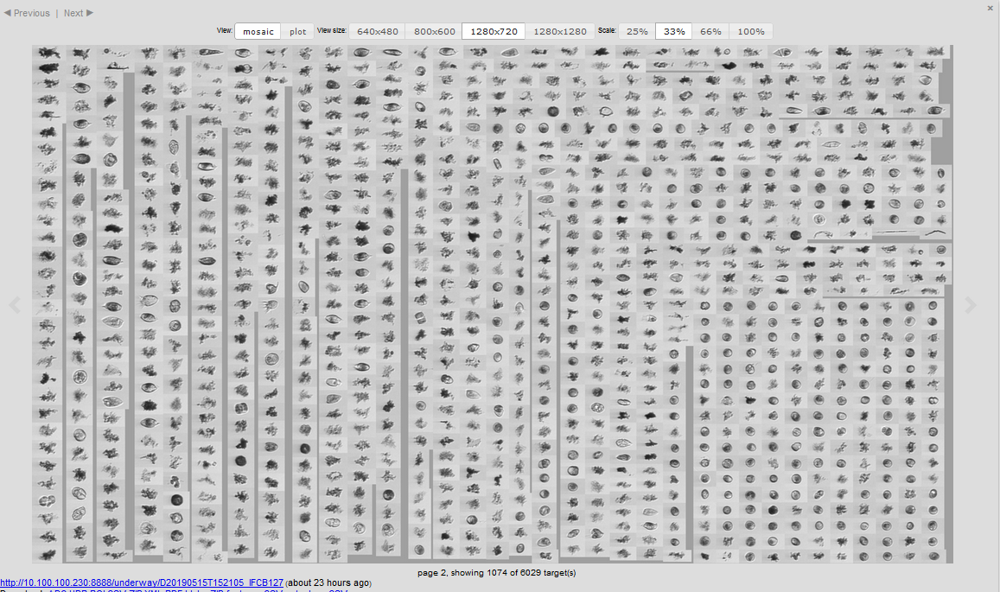 ◀ Previous | Next ▶ ×
View: mosaic plot View size: 640x480 800x600 1280x720 1280x1280 Scale: 25% 33% 66% 100%
page 2, showing 1074 of 6029 target(s)
http://10.100.100.230:8888/underway/D20190515T152105_IFCB127 (about 23 hours ago)